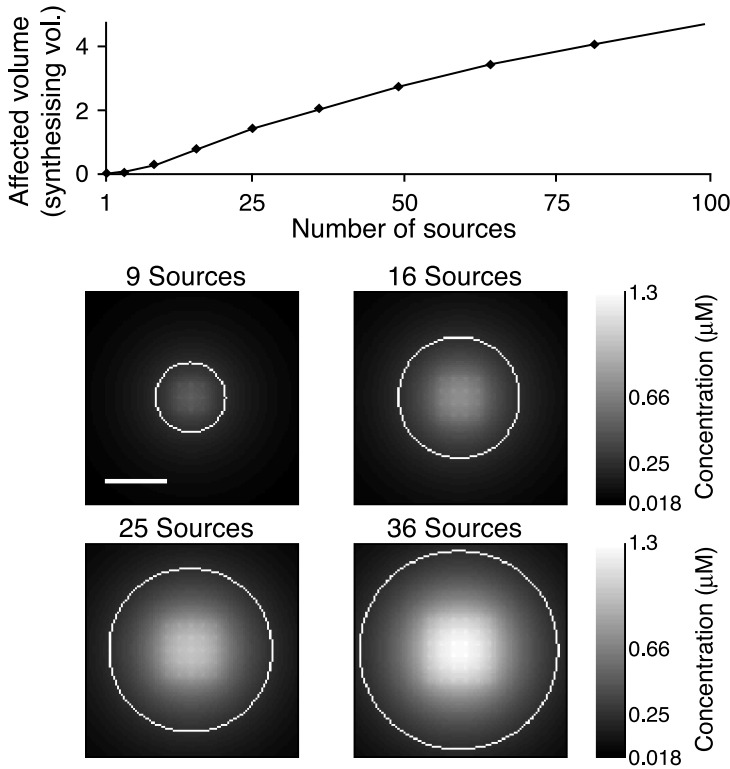 Affected volume
(synthesising vol.)
4
2
0
1
25
50
75
100
Number of sources
9 Sources
16 Sources
1.3
0.66
0.25
0.018
Concentration (μM)
25 Sources
36 Sources
1.3
0.66
0.25
0.018
Concentration (μM)